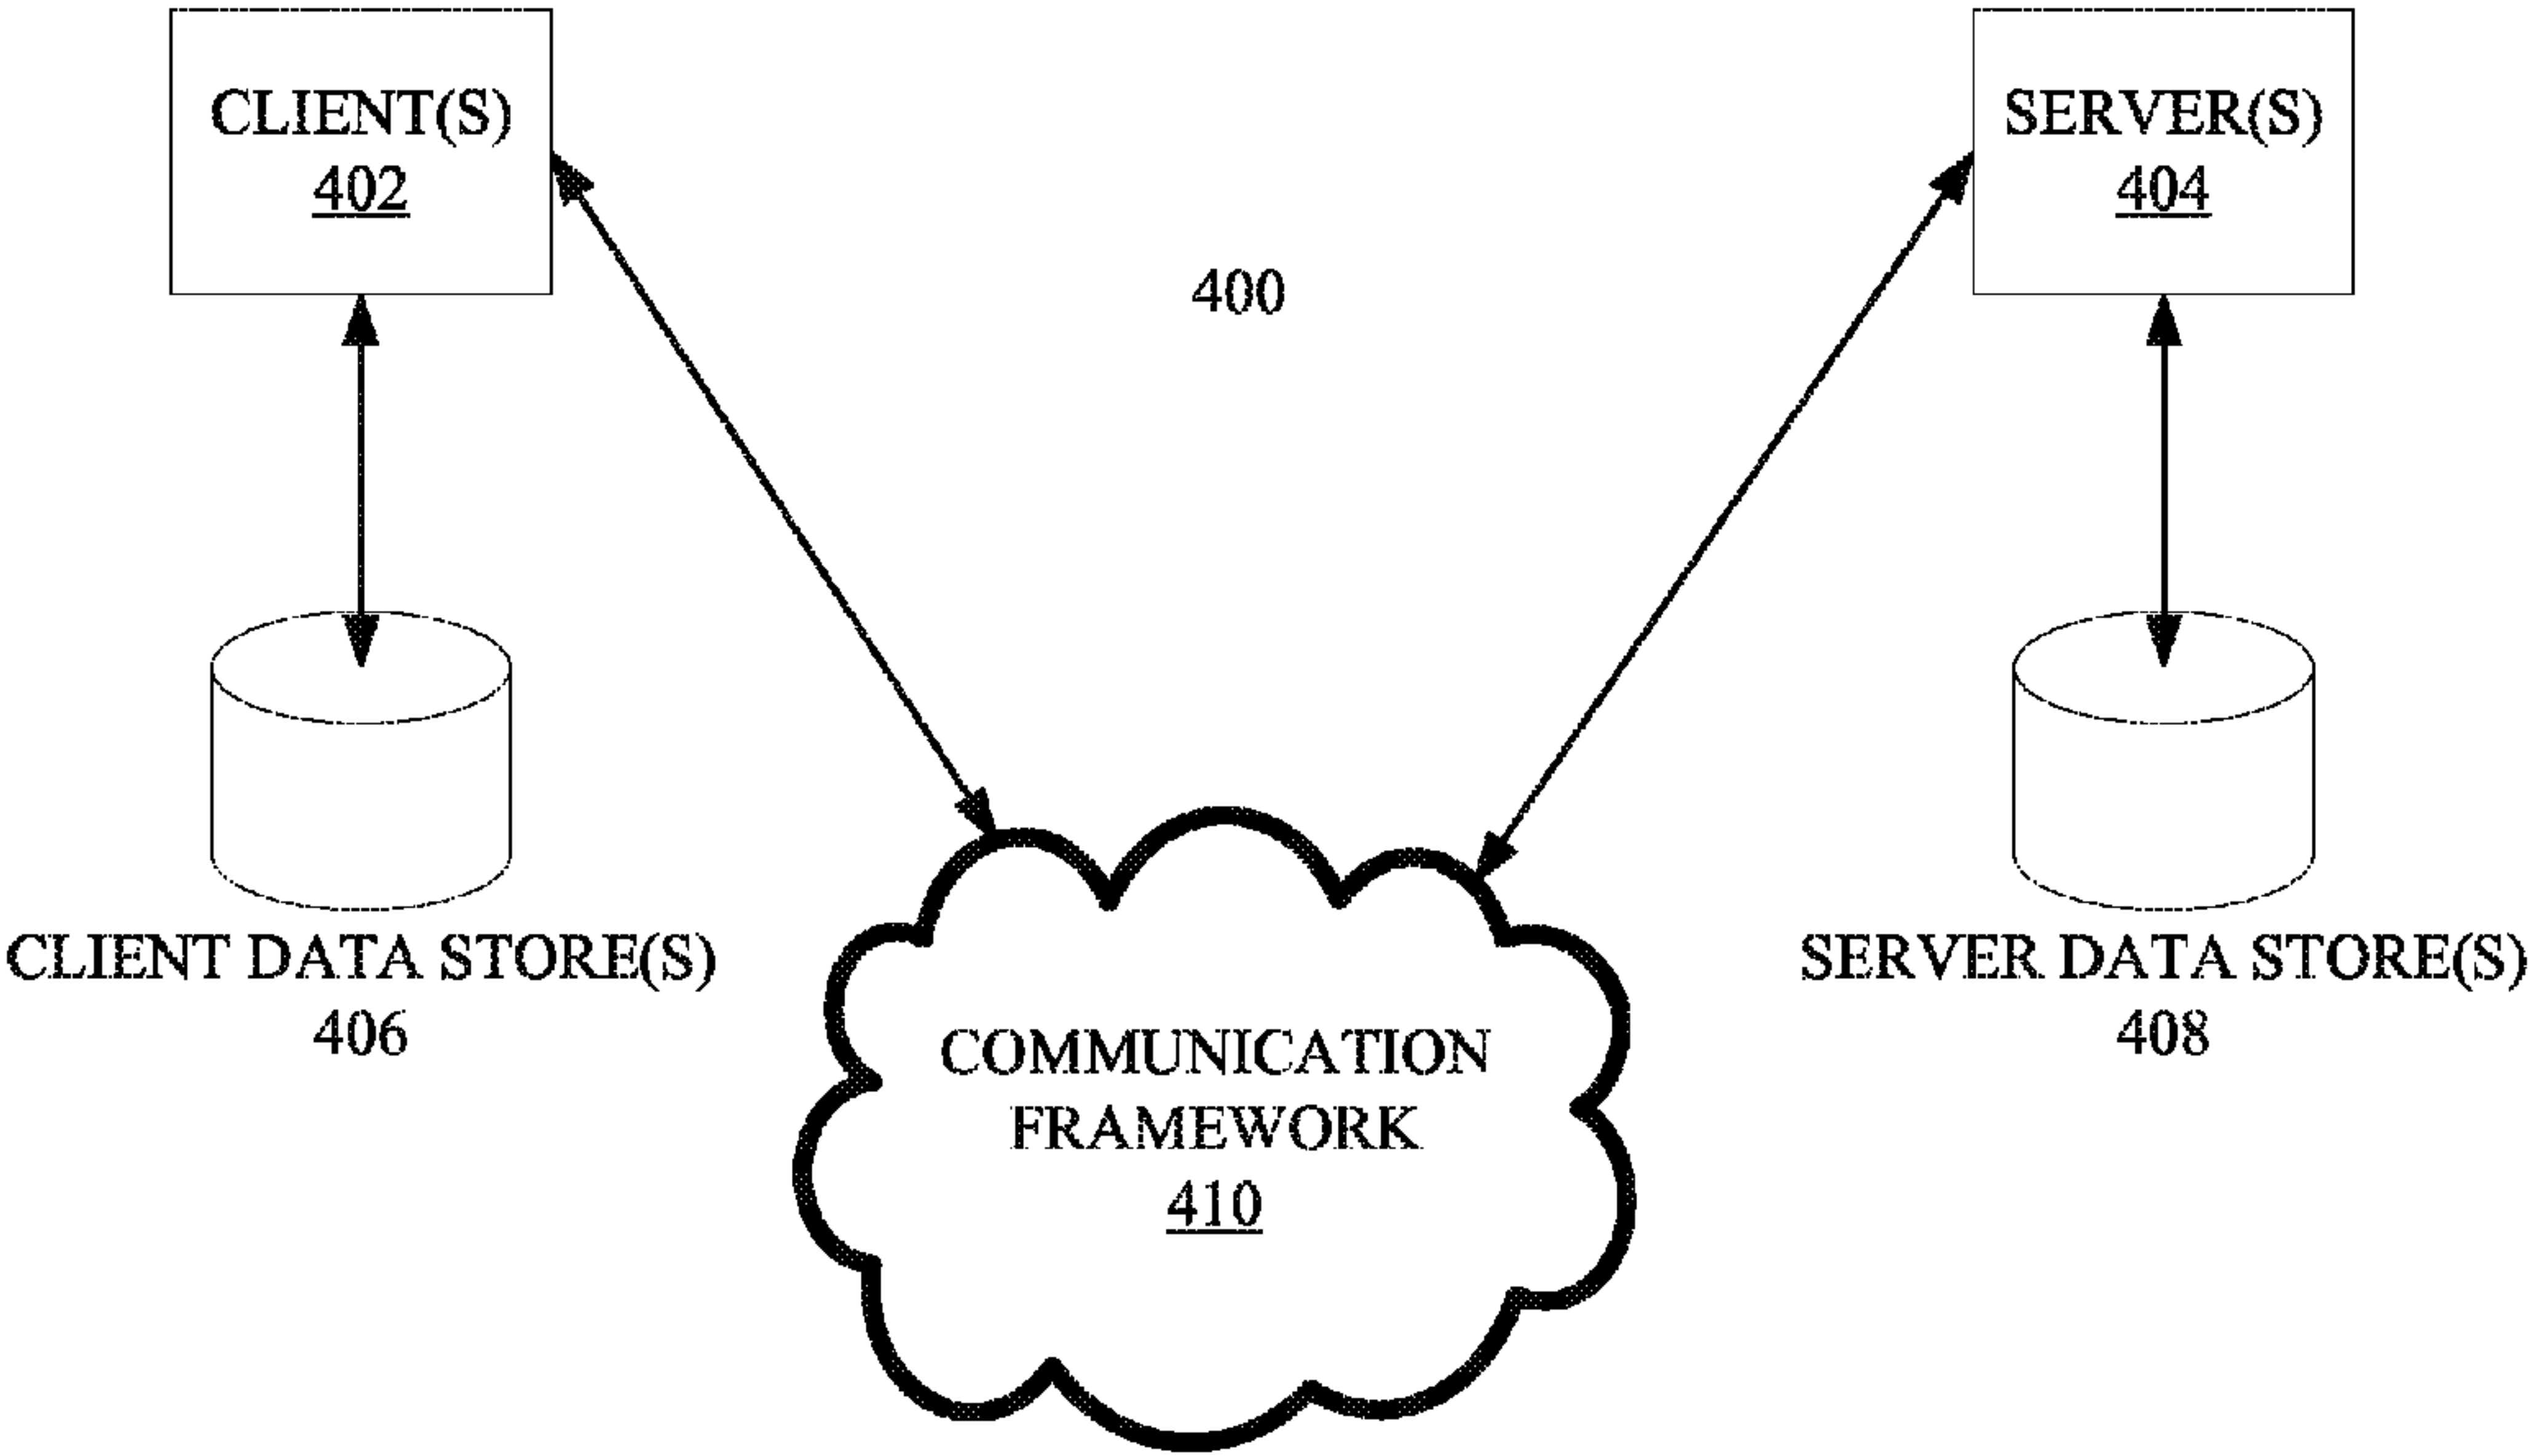 CLIENT(S)
402
SERVER(S)
404
400
CLIENT DATA STORE(S)
406
SERVER DATA STORE(S)
408
COMMUNICATION
FRAMEWORK
410